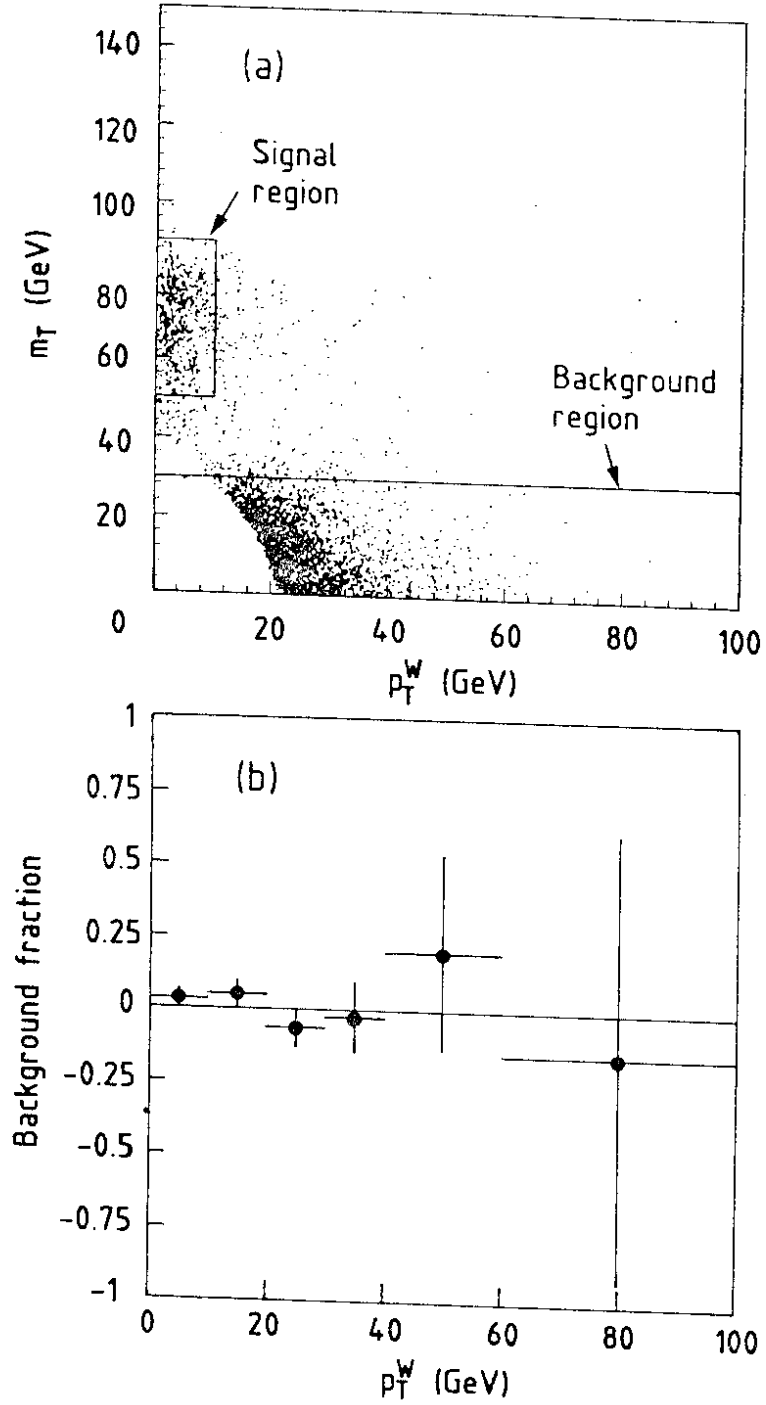 140
(a)
120
Signal
region
100
m_T (GeV)
80
60
Background
region
40
20
0
20
40
60
80
100
p_T^W (GeV)
1
(b)
0.75
0.5
0.25
0
-0.25
-0.5
-0.75
-1
Background fraction
0
20
40
60
80
100
p_T^W (GeV)